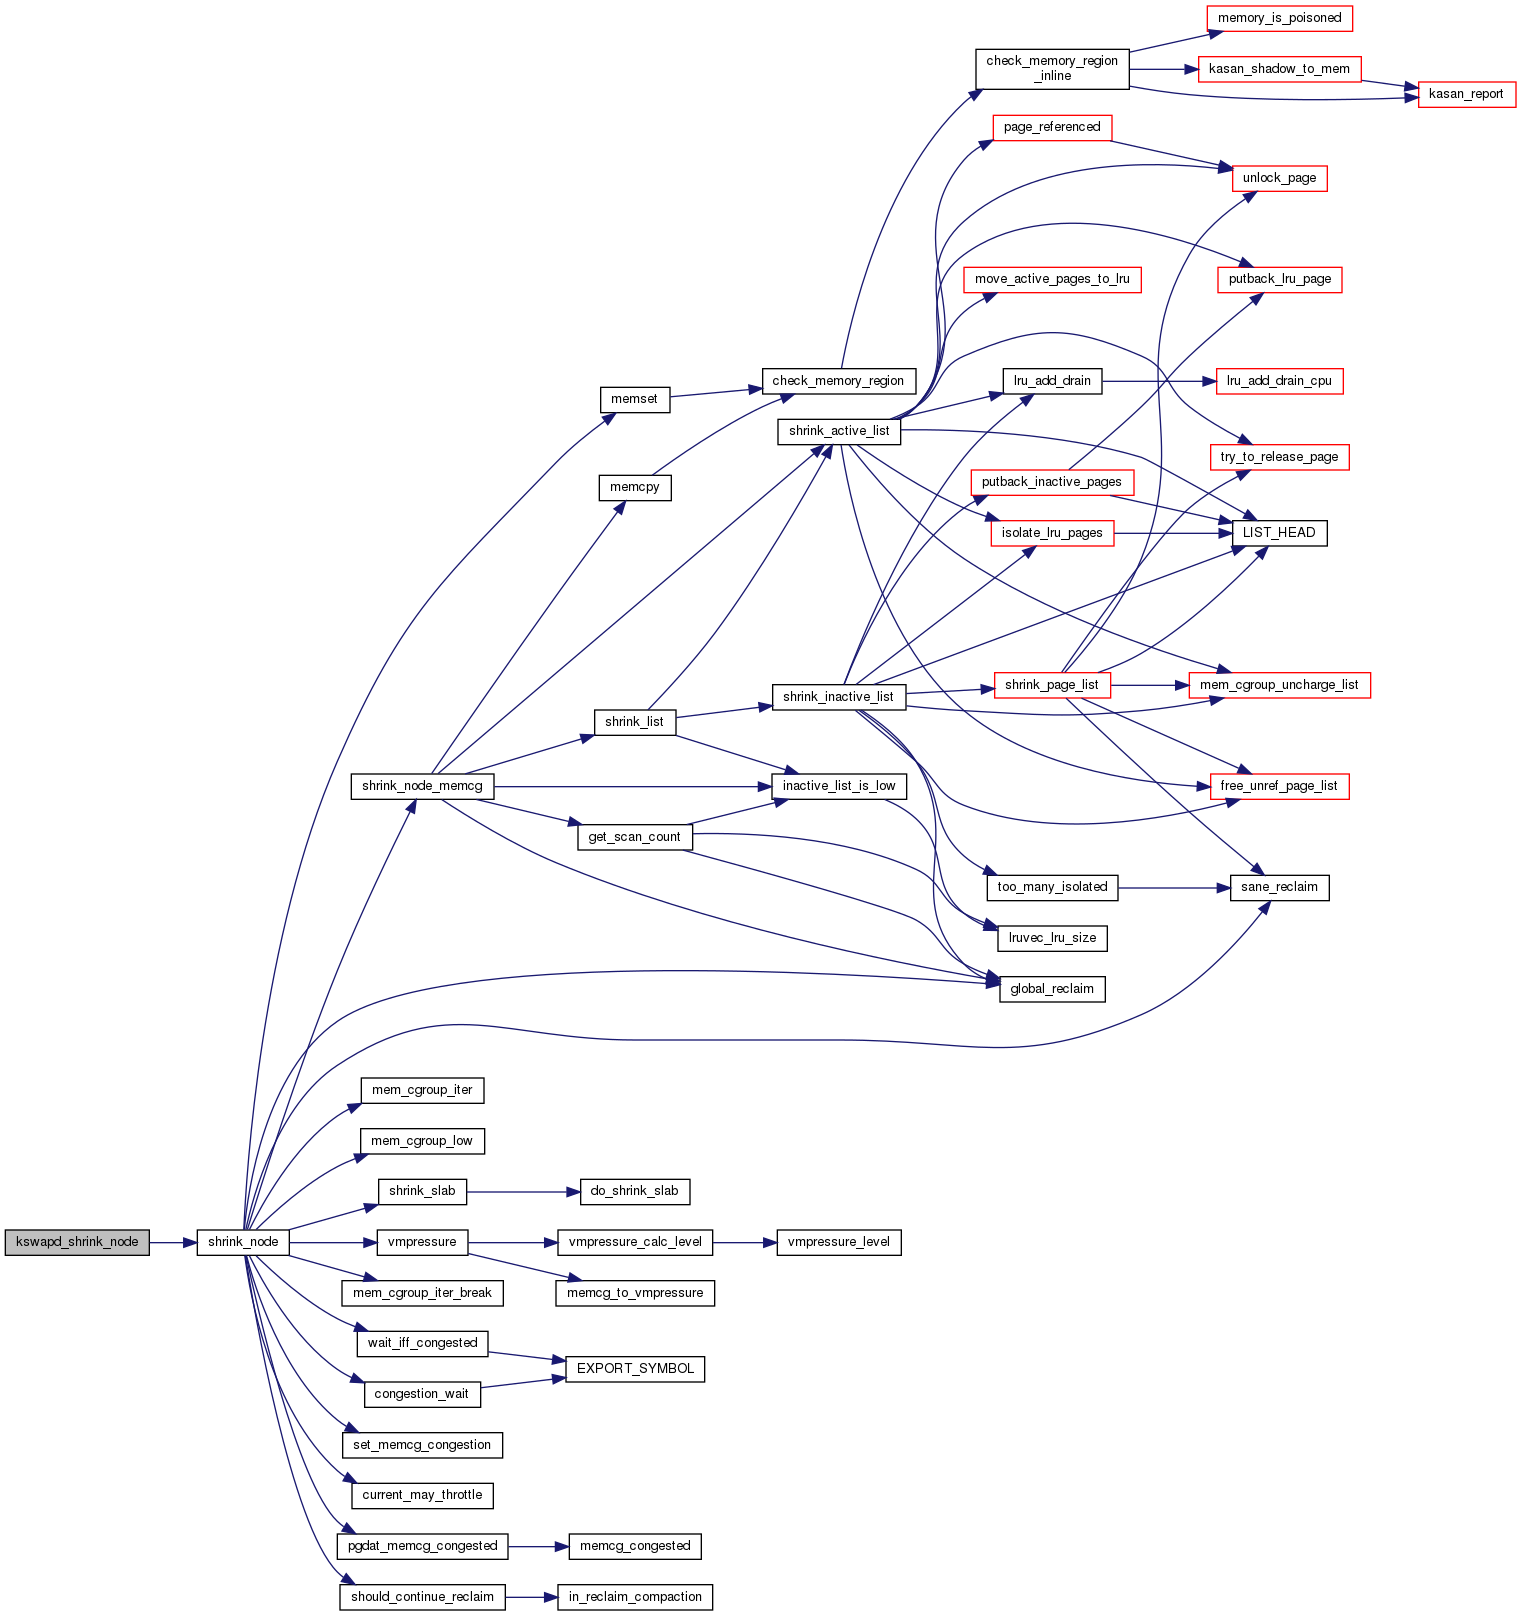 memory_is_poisoned
check_memory_region
_inline
kasan_shadow_to_mem
kasan_report
page_referenced
unlock_page
move_active_pages_to_lru
putback_lru_page
check_memory_region
lru_add_drain
lru_add_drain_cpu
memset
shrink_active_list
try_to_release_page
memcpy
putback_inactive_pages
isolate_lru_pages
LIST_HEAD
shrink_page_list
mem_cgroup_uncharge_list
shrink_inactive_list
shrink_list
shrink_node_memcg
inactive_list_is_low
free_unref_page_list
get_scan_count
too_many_isolated
sane_reclaim
lruvec_lru_size
global_reclaim
mem_cgroup_iter
mem_cgroup_low
shrink_slab
do_shrink_slab
kswapd_shrink_node
shrink_node
vmpressure
vmpressure_calc_level
vmpressure_level
mem_cgroup_iter_break
memcg_to_vmpressure
wait_iff_congested
EXPORT_SYMBOL
congestion_wait
set_memcg_congestion
current_may_throttle
pgdat_memcg_congested
memcg_congested
should_continue_reclaim
in_reclaim_compaction